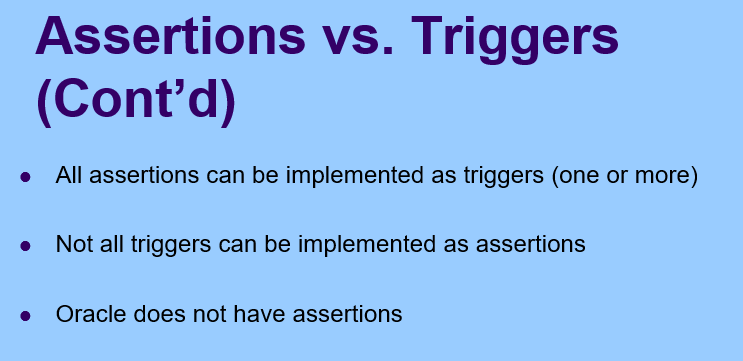 Assertions vs. Triggers
(Cont’d)
● All assertions can be implemented as triggers (one or more)
● Not all triggers can be implemented as assertions
● Oracle does not have assertions